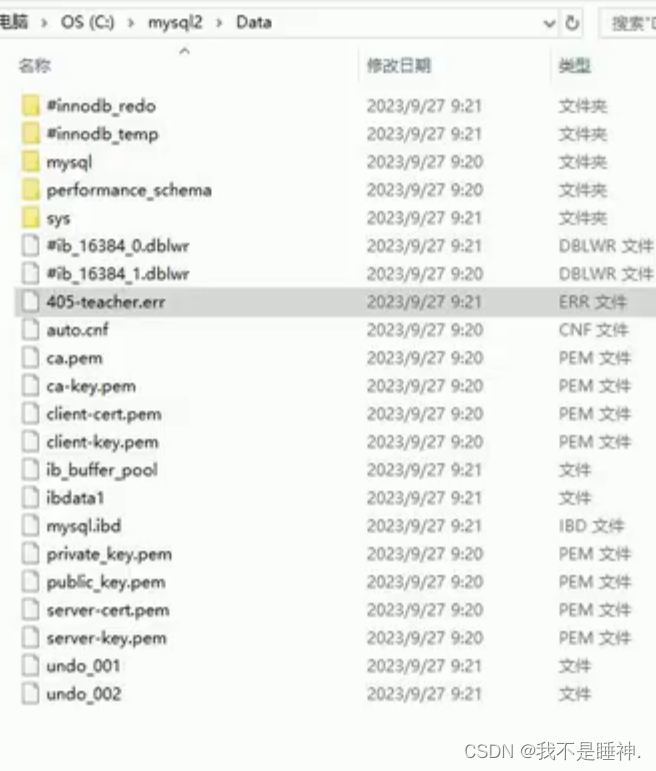 电脑 > OS (C:) > mysql2 > Data 搜索"D
名称 修改日期 类型
#innodb_redo 2023/9/27 9:21 文件夹
#innodb_temp 2023/9/27 9:21 文件夹
mysql 2023/9/27 9:20 文件夹
performance_schema 2023/9/27 9:20 文件夹
sys 2023/9/27 9:21 文件夹
#ib_16384_0.dblwr 2023/9/27 9:21 DBLWR 文件
#ib_16384_1.dblwr 2023/9/27 9:20 DBLWR 文件
405-teacher.err 2023/9/27 9:21 ERR 文件
auto.cnf 2023/9/27 9:20 CNF 文件
ca.pem 2023/9/27 9:20 PEM 文件
ca-key.pem 2023/9/27 9:20 PEM 文件
client-cert.pem 2023/9/27 9:20 PEM 文件
client-key.pem 2023/9/27 9:20 PEM 文件
ib_buffer_pool 2023/9/27 9:21 文件
ibdata1 2023/9/27 9:21 文件
mysql.ibd 2023/9/27 9:21 IBD 文件
private_key.pem 2023/9/27 9:20 PEM 文件
public_key.pem 2023/9/27 9:20 PEM 文件
server-cert.pem 2023/9/27 9:20 PEM 文件
server-key.pem 2023/9/27 9:20 PEM 文件
undo_001 2023/9/27 9:21 文件
undo_002 2023/9/27 9:21 文件
CSDN @我不是睡神.